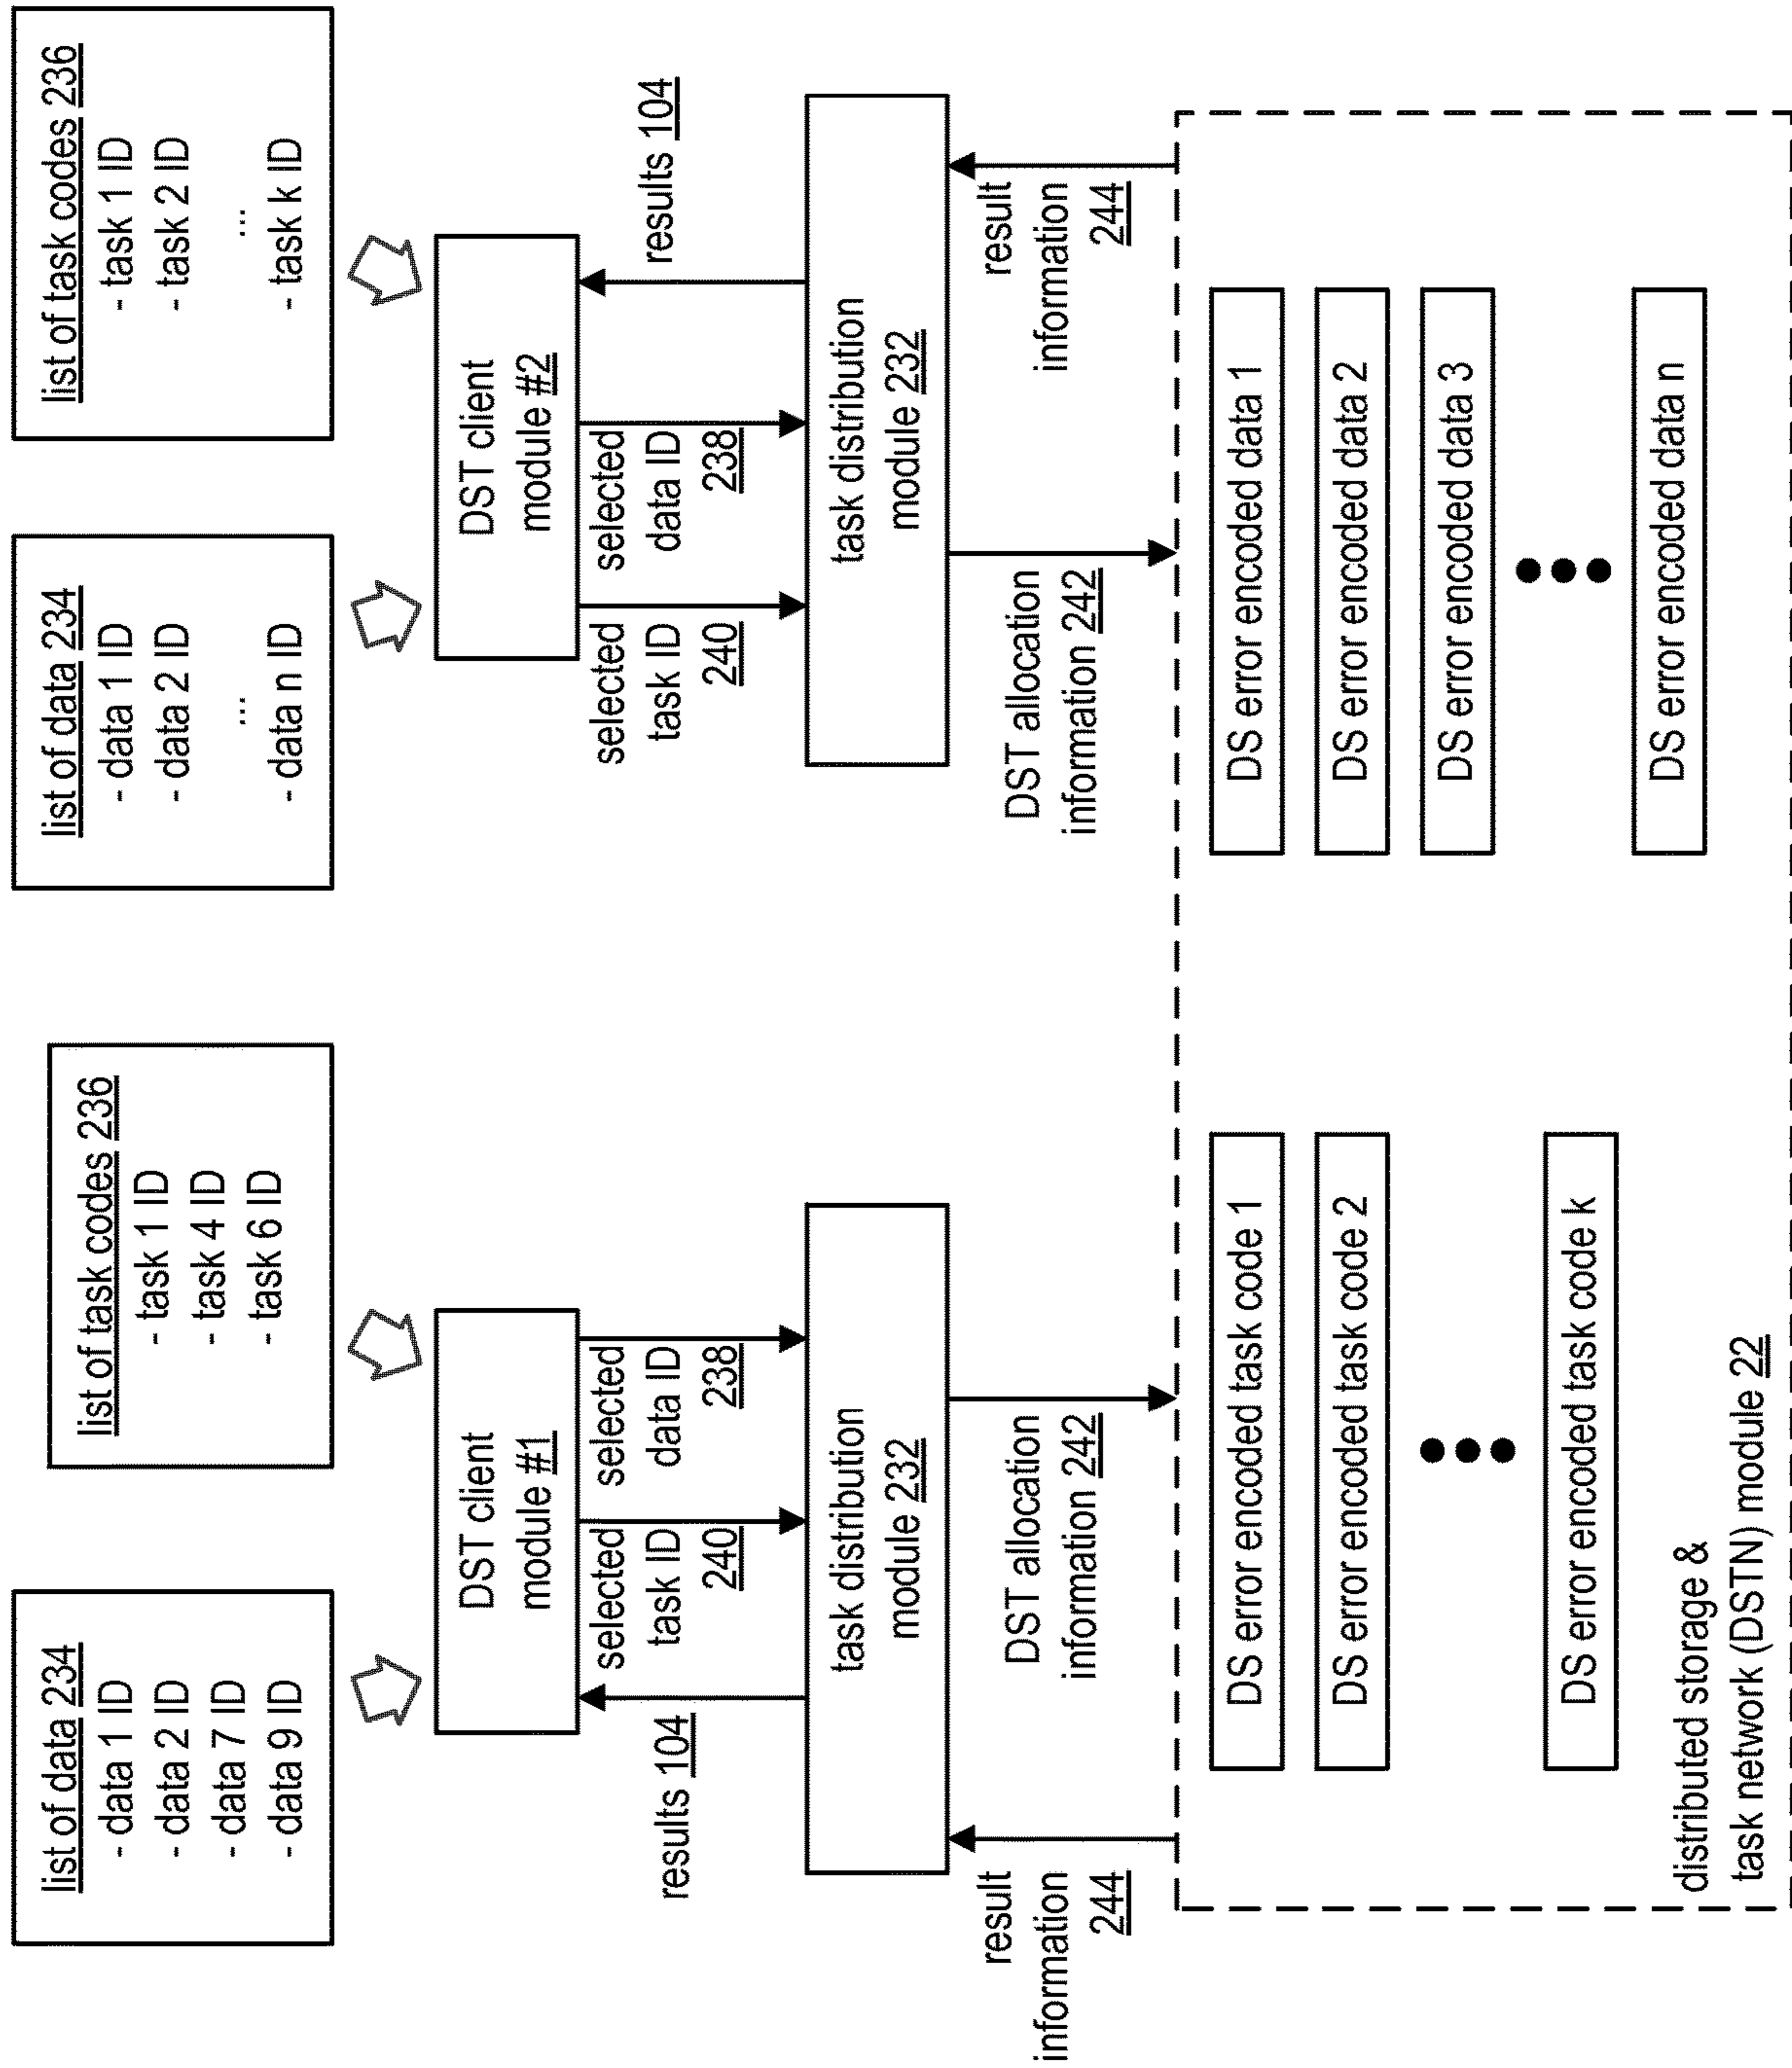 list of data 234
- data 1 ID
- data 2 ID
- data 7 ID
- data 9 ID
list of task codes 236
- task 1 ID
- task 4 ID
- task 6 ID
list of data 234
- data 1 ID
- data 2 ID
...
- data n ID
list of task codes 236
- task 1 ID
- task 2 ID
...
- task k ID
DST client
module #1
DST client
module #2
results 104
selected
task ID
240
selected
data ID
238
selected
task ID
240
selected
data ID
238
results 104
task distribution
module 232
task distribution
module 232
result
information
244
DST allocation
information 242
DST allocation
information 242
result
information
244
DS error encoded task code 1
DS error encoded task code 2
DS error encoded task code k
DS error encoded data 1
DS error encoded data 2
DS error encoded data 3
DS error encoded data n
distributed storage &
task network (DSTN) module 22